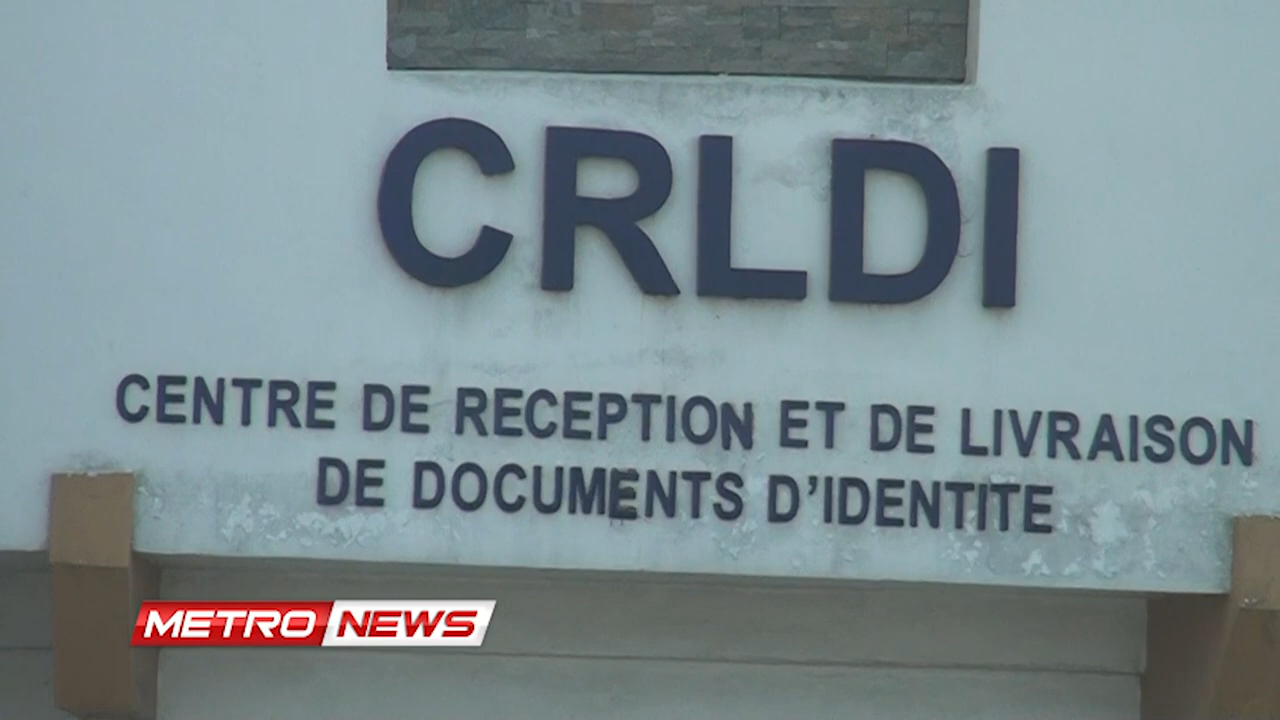 CRLDI
CENTRE DE RECEPTION ET DE LIVRAISON
DE DOCUMENTS D'IDENTITE
METRO NEWS